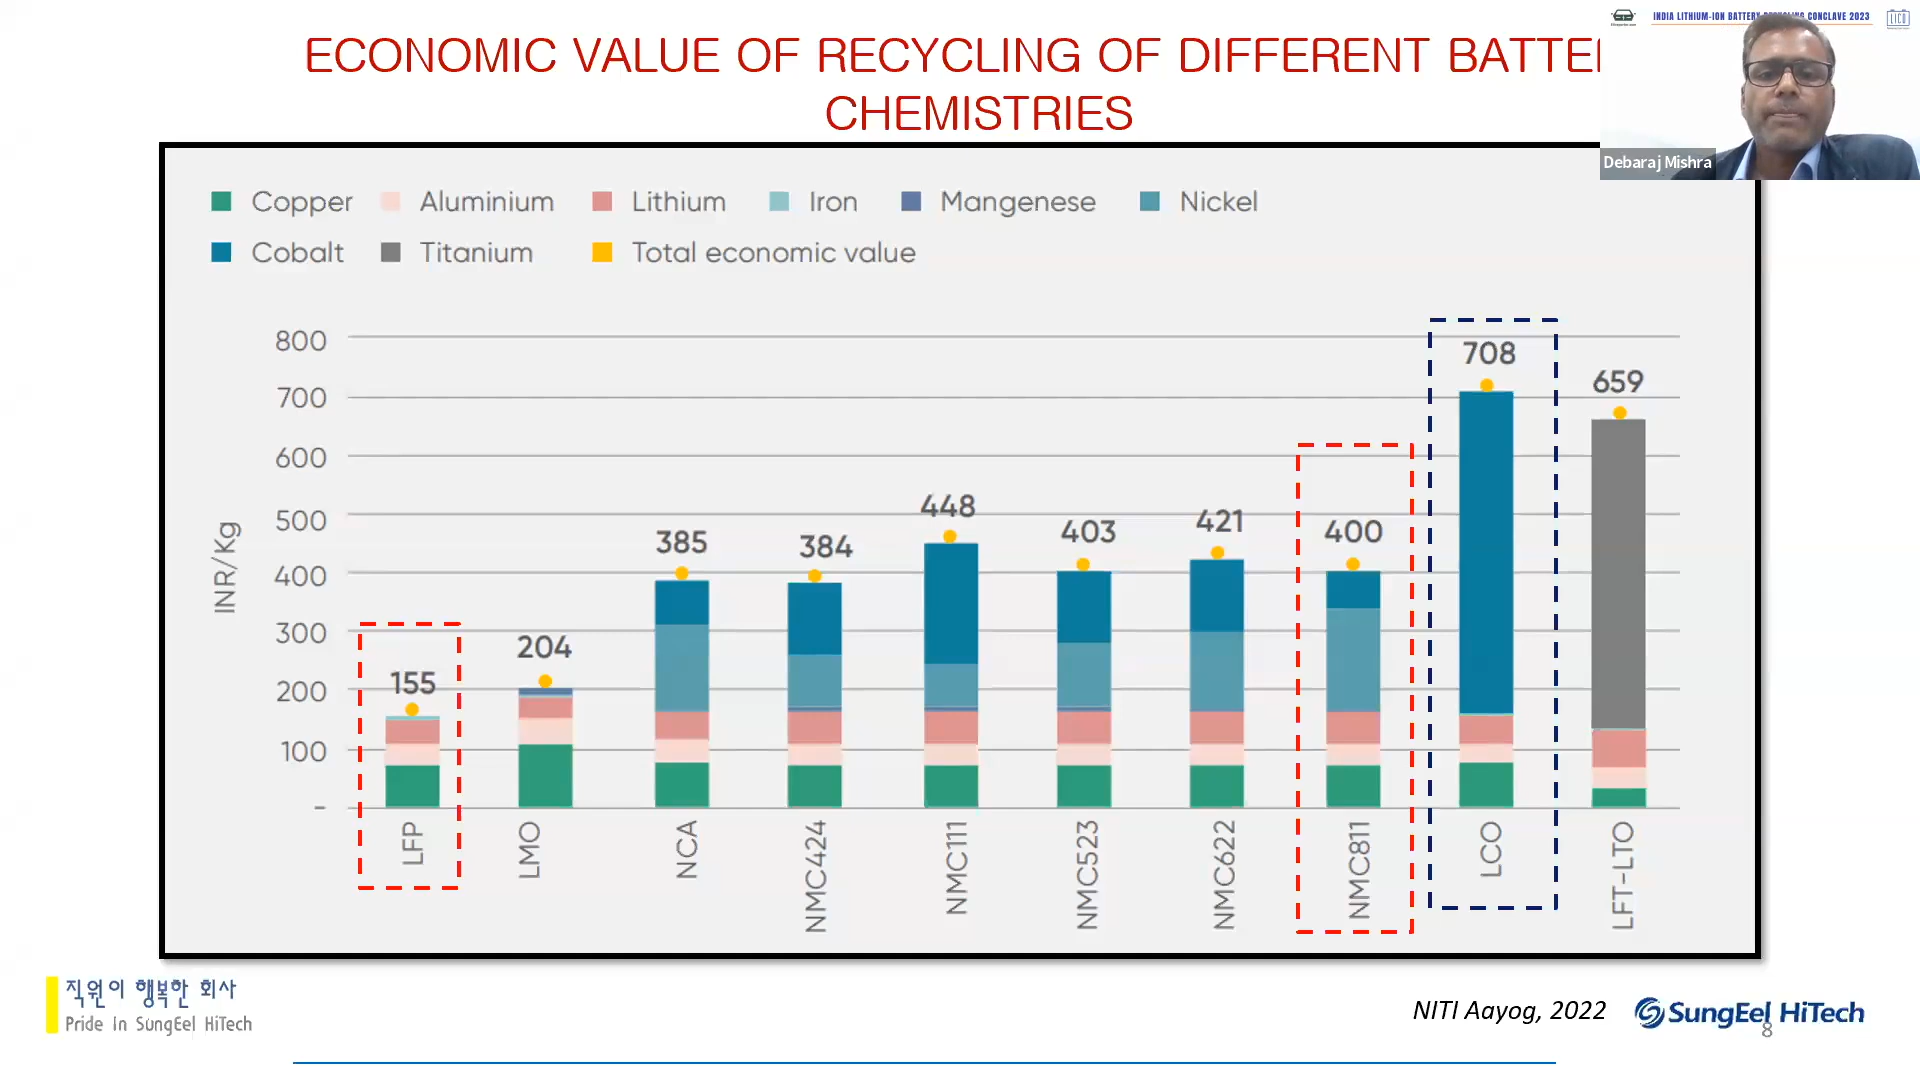 INDIA LITHIUM-ION BATTERY RECYCLING CONCLAVE 2023
LICO
ECONOMIC VALUE OF RECYCLING OF DIFFERENT
CHEMISTRIES
Debaraj Mishra
Copper Aluminium Lithium Iron Mangenese Nickel
Cobalt Titanium Total economic value
INR/Kg
800
700
600
500
400
300
200
100
-
155
204
385
384
448
403
421
400
708
659
LFP
LMO
NCA
NMC424
NMC111
NMC523
NMC622
NMC811
LCO
LFT-LTO
직원이 행복한 회사
Pride in SungEel HiTech
NITI Aayog, 2022
SungEel HiTech
8